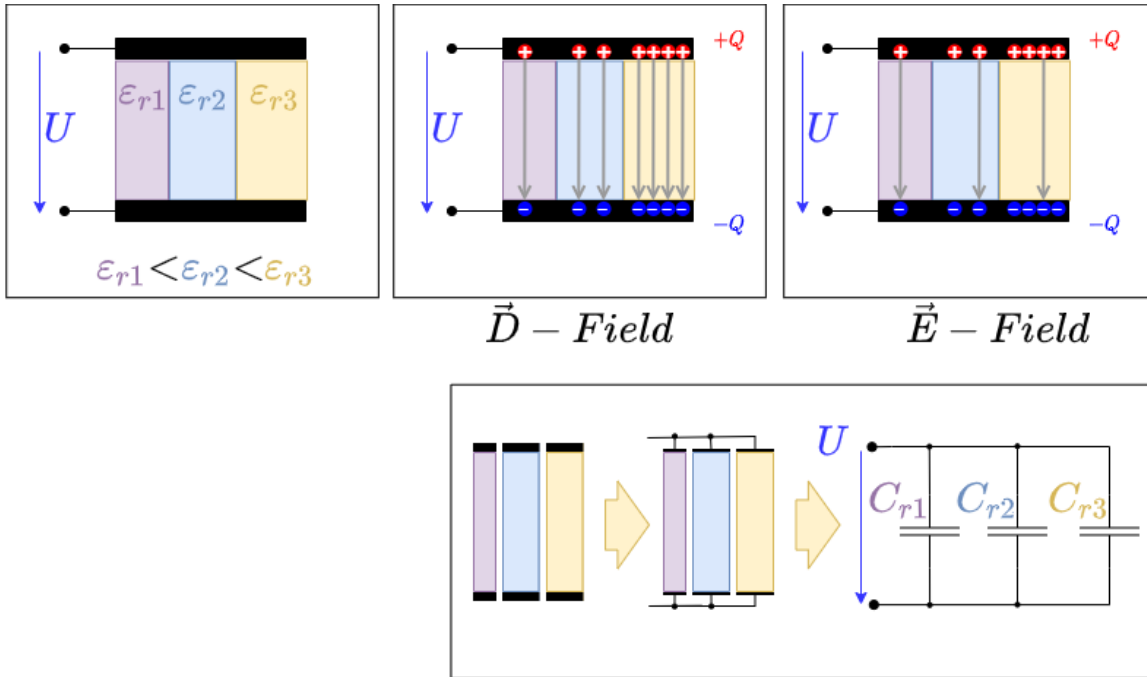 U
εr1 εr2 εr3
εr1<εr2<εr3
U
+Q
−Q
U
+Q
−Q
D⃗ − Field
E⃗ − Field
U
Cr1 Cr2 Cr3